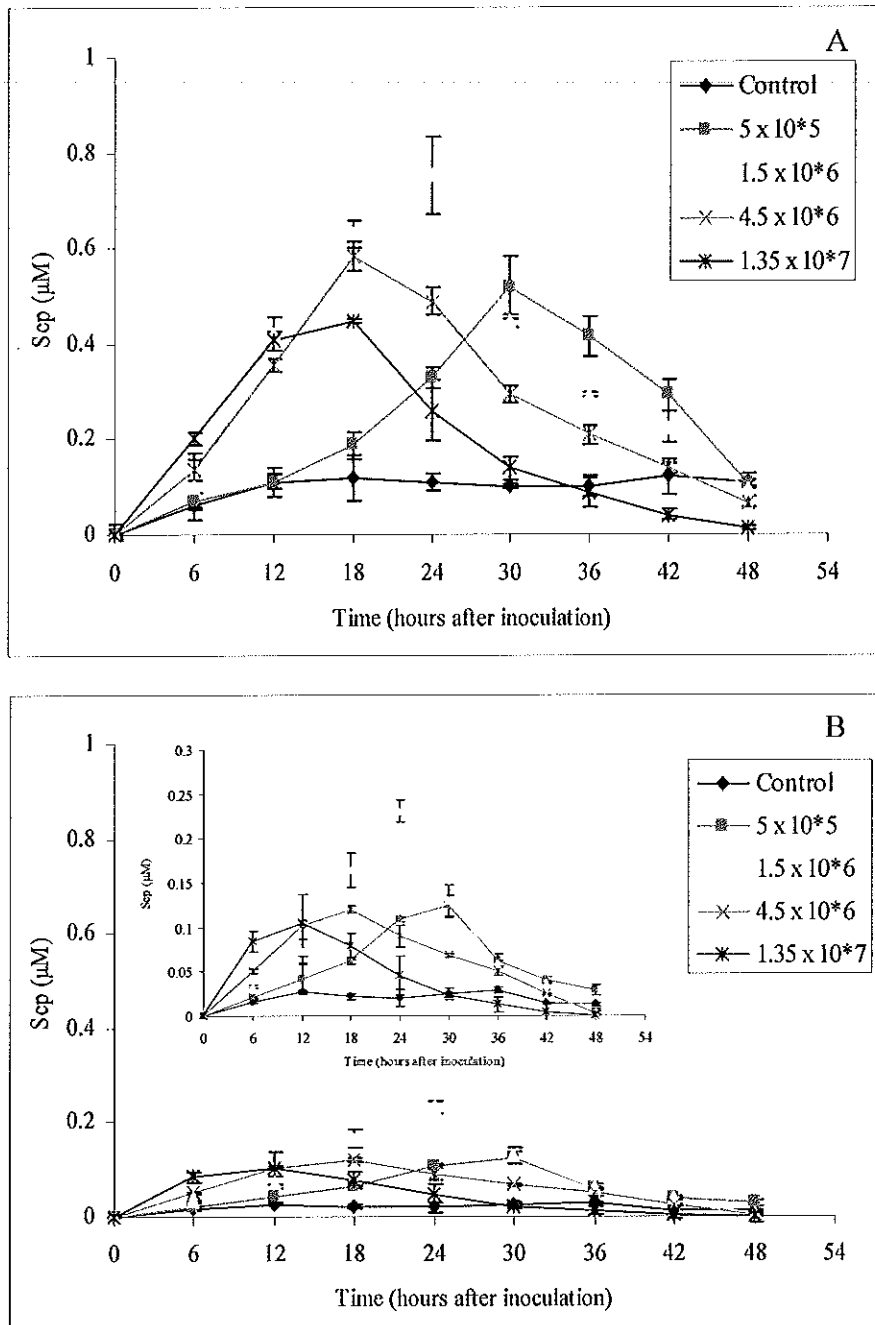 A
1
0.8
0.6
0.4
0.2
0
Scp (µM)
0 6 12 18 24 30 36 42 48 54
Time (hours after inoculation)
Control
5 x 10*5
1.5 x 10*6
4.5 x 10*6
1.35 x 10*7
B
1
0.8
0.6
0.4
0.2
0
Scp (µM)
0 6 12 18 24 30 36 42 48 54
Time (hours after inoculation)
0.3
0.25
0.2
0.15
0.1
0.05
0
Scp (µM)
0 6 12 18 24 30 36 42 48 54
Time (hours after inoculation)
Control
5 x 10*5
1.5 x 10*6
4.5 x 10*6
1.35 x 10*7